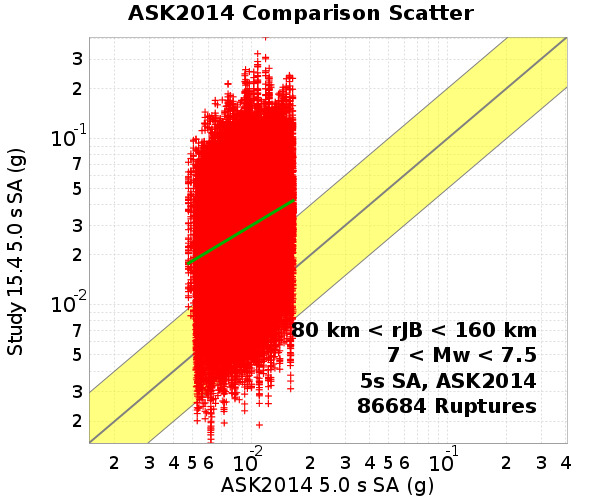 ASK2014 Comparison Scatter
Study 15.4 5.0 s SA (g)
3
2
10-1
7
5
3
2
10-2
7
5
3
2
80 km < rJB < 160 km
7 < Mw < 7.5
5s SA, ASK2014
86684 Ruptures
2 3 4 5 6 10-2 2 3 4 5 6 10-1 2 3 4
ASK2014 5.0 s SA (g)